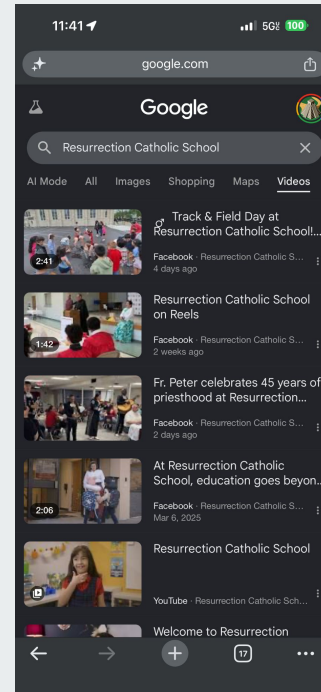 11:41
5G 100
google.com
Google
Resurrection Catholic School
AI Mode All Images Shopping Maps Videos
2:41
Track & Field Day at
Resurrection Catholic School!...
Facebook · Resurrection Catholic S...
4 days ago
1:42
Resurrection Catholic School
on Reels
Facebook · Resurrection Catholic S...
2 weeks ago
Fr. Peter celebrates 45 years of
priesthood at Resurrection...
Facebook · Resurrection Catholic S...
2 days ago
2:06
At Resurrection Catholic
School, education goes beyon...
Facebook · Resurrection Catholic S...
Mar 6, 2025
Resurrection Catholic School
YouTube · Resurrection Catholic Sch...
Welcome to Resurrection
17